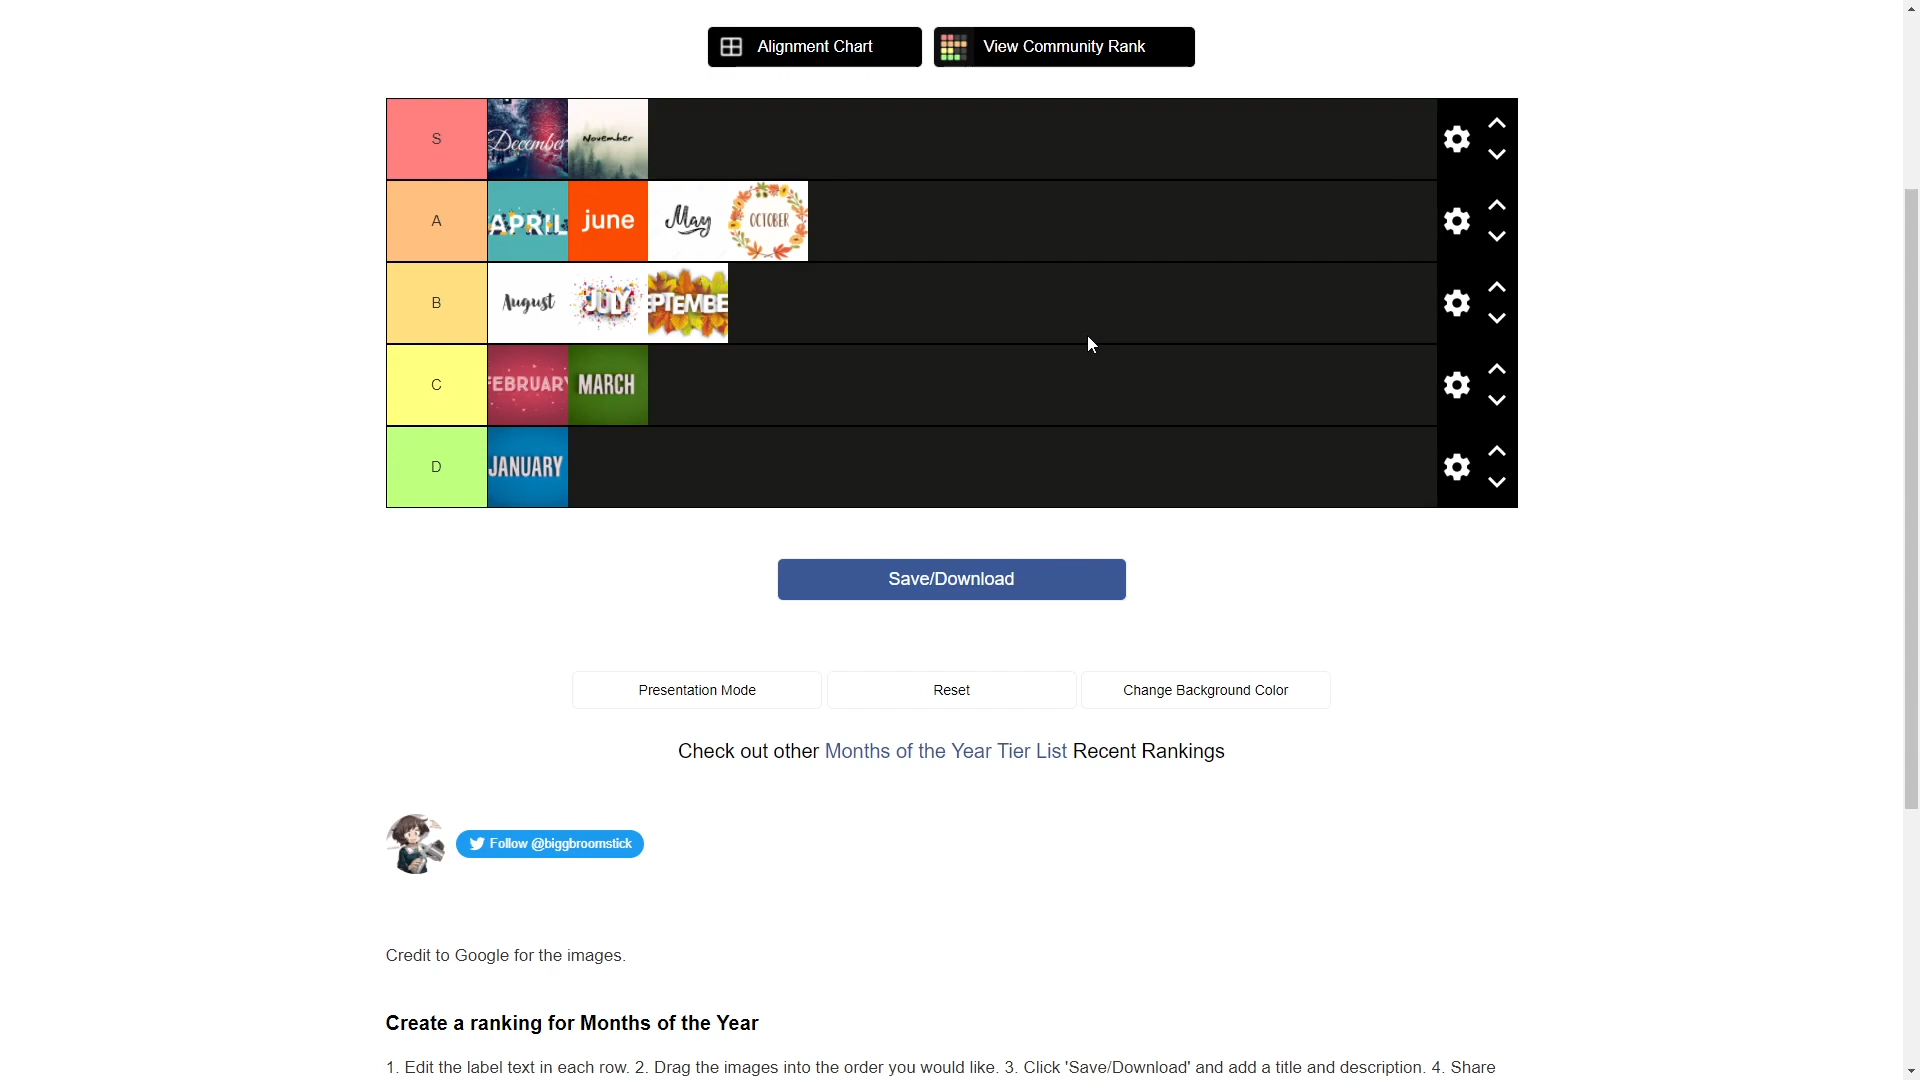 Alignment Chart
View Community Rank
S
December
November
A
APRIL
june
May
OCTOBER
B
August
JULY
EPTEMBE
C
FEBRUARY
MARCH
D
JANUARY
Save/Download
Presentation Mode
Reset
Change Background Color
Check out other Months of the Year Tier List Recent Rankings
Follow @biggbroomstick
Credit to Google for the images.
Create a ranking for Months of the Year
1. Edit the label text in each row. 2. Drag the images into the order you would like. 3. Click 'Save/Download' and add a title and description. 4. Share